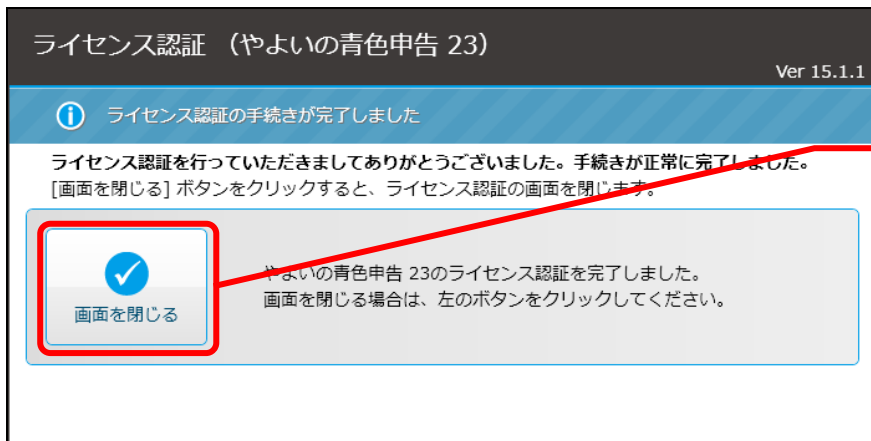 ライセンス認証 （やよいの青色申告 23）
Ver 15.1.1
ライセンス認証の手続きが完了しました
ライセンス認証を行っていただきましてありがとうございました。手続きが正常に完了しました。
[画面を閉じる] ボタンをクリックすると、ライセンス認証の画面を閉じます。
やよいの青色申告 23のライセンス認証を完了しました。
画面を閉じる場合は、左のボタンをクリックしてください。
画面を閉じる